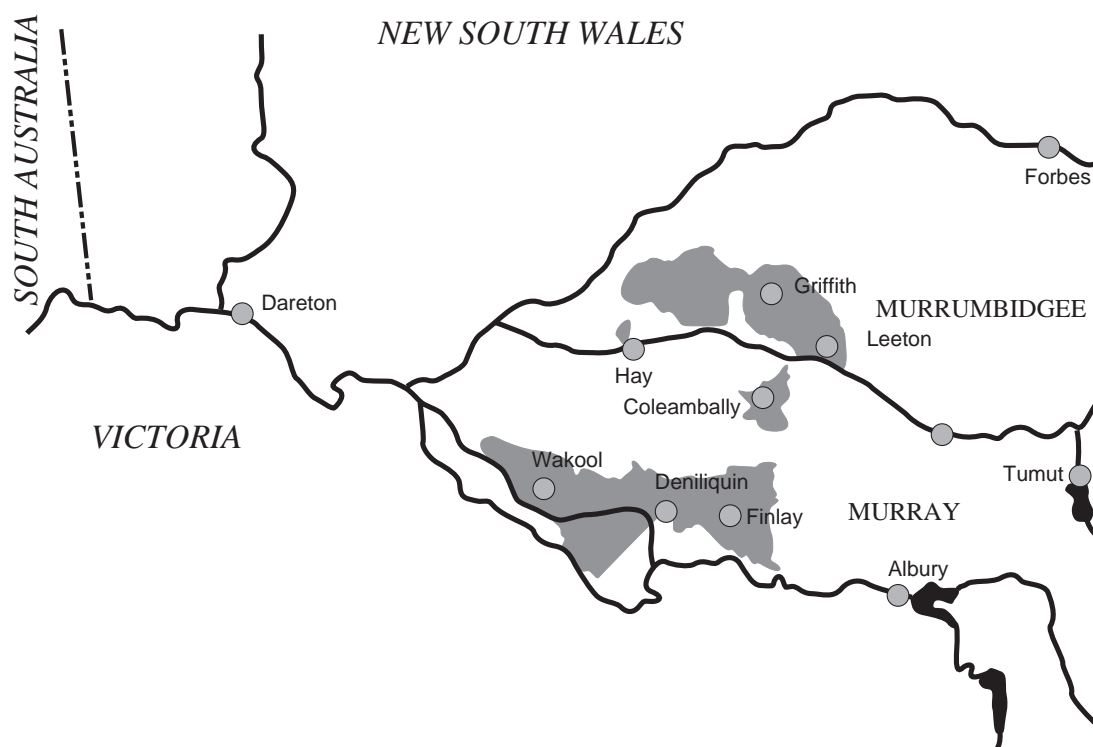 NEW SOUTH WALES
SOUTH AUSTRALIA
Forbes
Griffith
Dareton
MURRUMBIDGEE
Leeton
Hay
Coleambally
VICTORIA
Wakool
Tumut
Deniliquin
Finlay
MURRAY
Albury